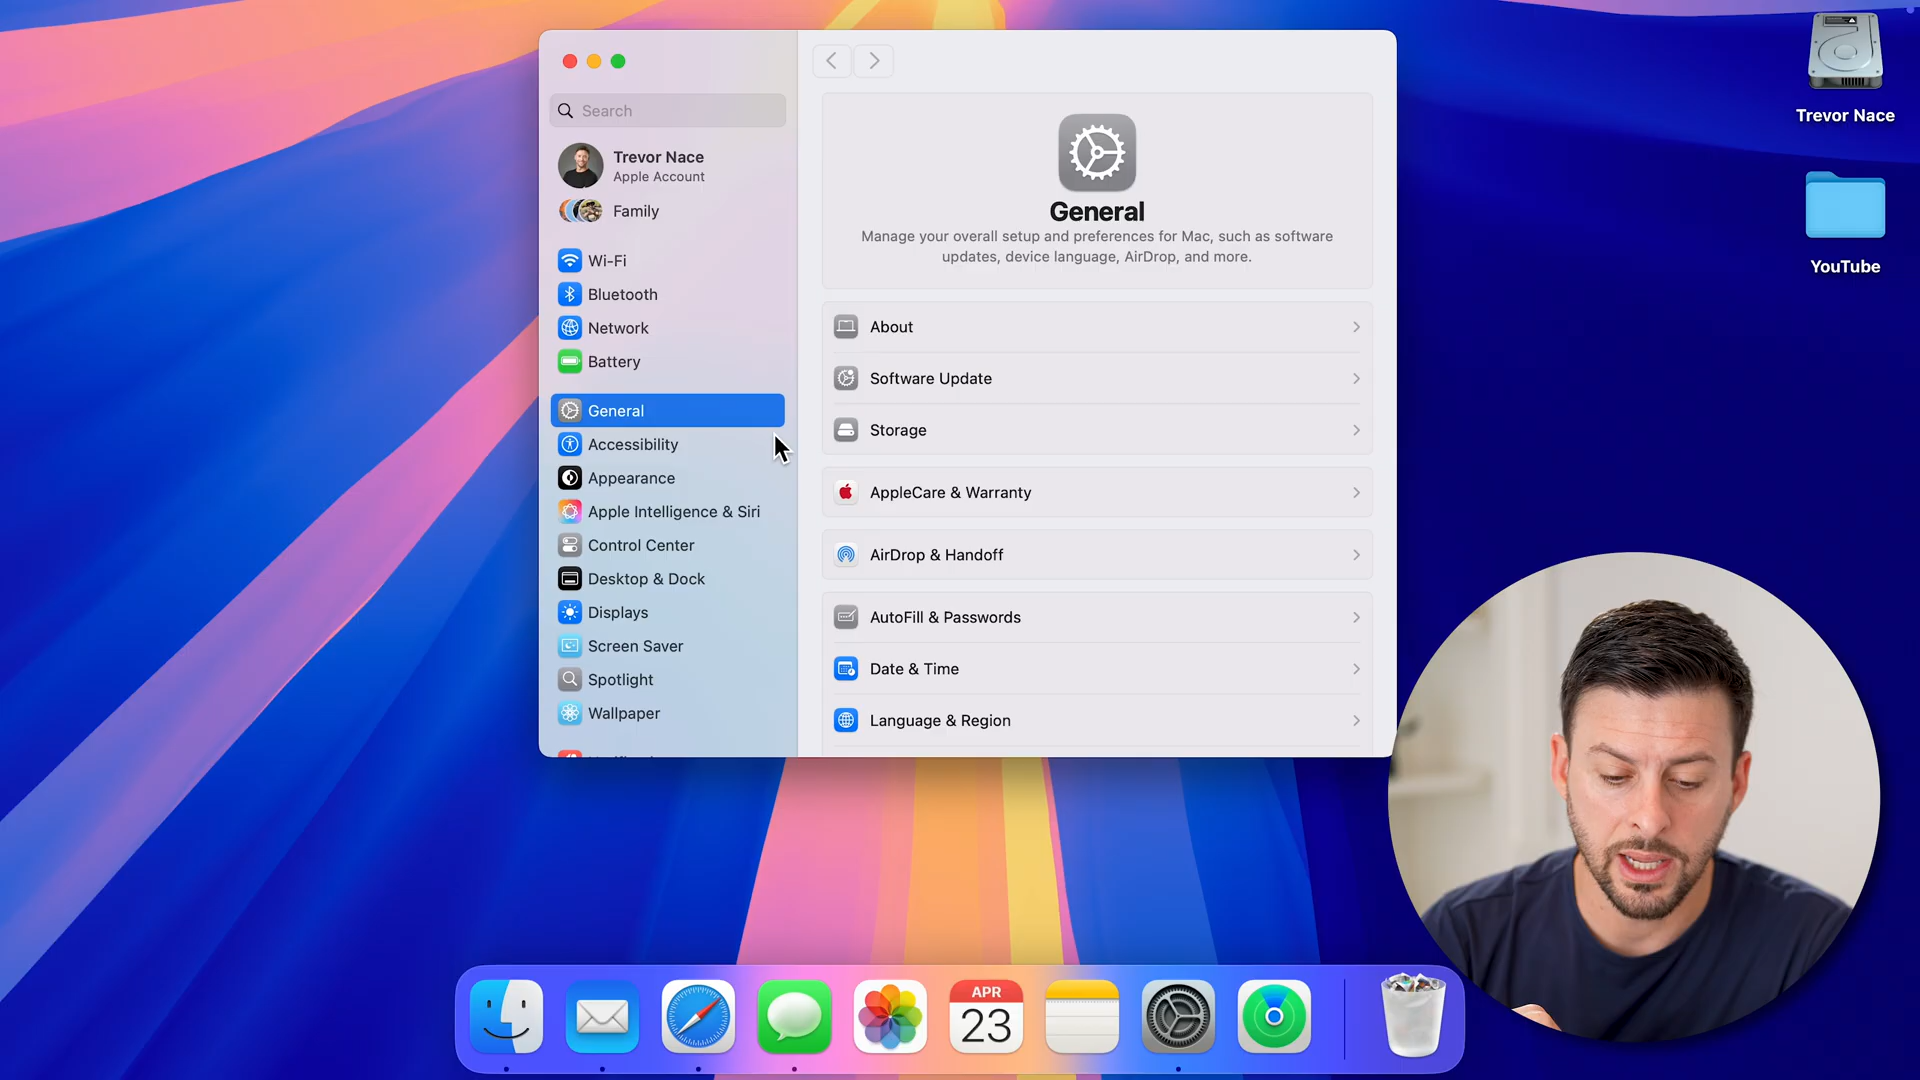 Search
Trevor Nace
Apple Account
Family
Wi-Fi
Bluetooth
Network
Battery
General
Accessibility
Appearance
Apple Intelligence & Siri
Control Center
Desktop & Dock
Displays
Screen Saver
Spotlight
Wallpaper
General
Manage your overall setup and preferences for Mac, such as software
updates, device language, AirDrop, and more.
About
Software Update
Storage
AppleCare & Warranty
AirDrop & Handoff
AutoFill & Passwords
Date & Time
Language & Region
Trevor Nace
YouTube
APR
23